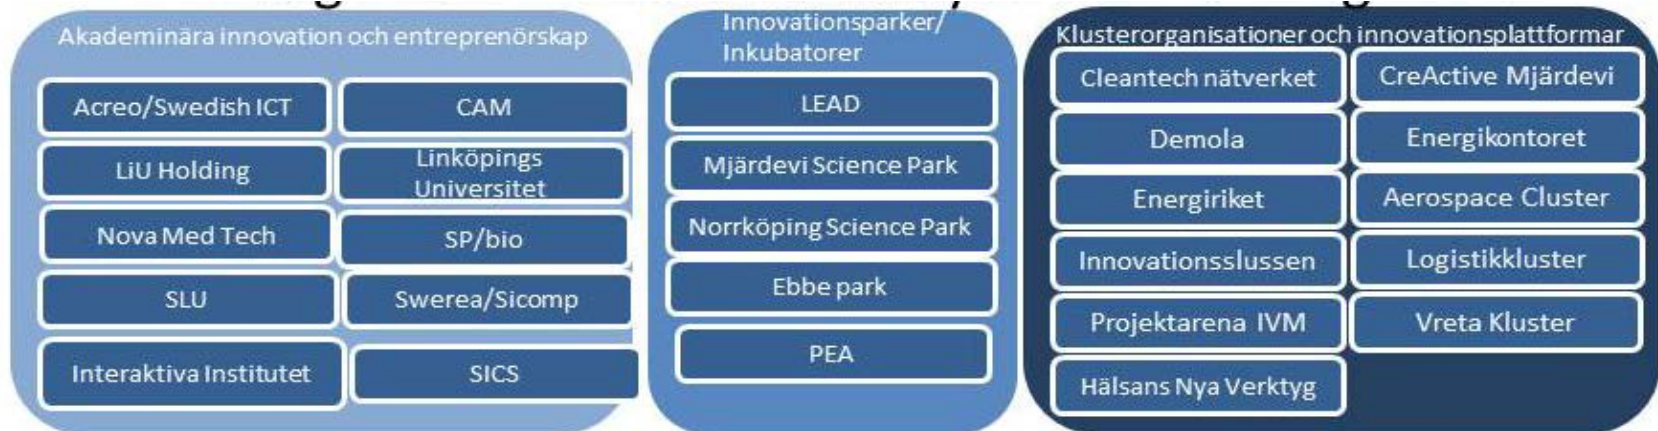 Akademinära innovation och entreprenörskap
Acreo/Swedish ICT
CAM
LiU Holding
Linköpings
Universitet
Nova Med Tech
SP/bio
SLU
Swerea/Sicomp
Interaktiva Institutet
SICS
Innovationsparker/
Inkubatorer
LEAD
Mjärdevi Science Park
Norrköping Science Park
Ebbe park
PEA
Klusterorganisationer och innovationsplattformar
Cleantech nätverket
CreActive Mjärdevi
Demola
Energikontoret
Energiriket
Aerospace Cluster
Innovationsslussen
Logistikkluster
Projektarena IVM
Vreta Kluster
Hälsans Nya Verktyg